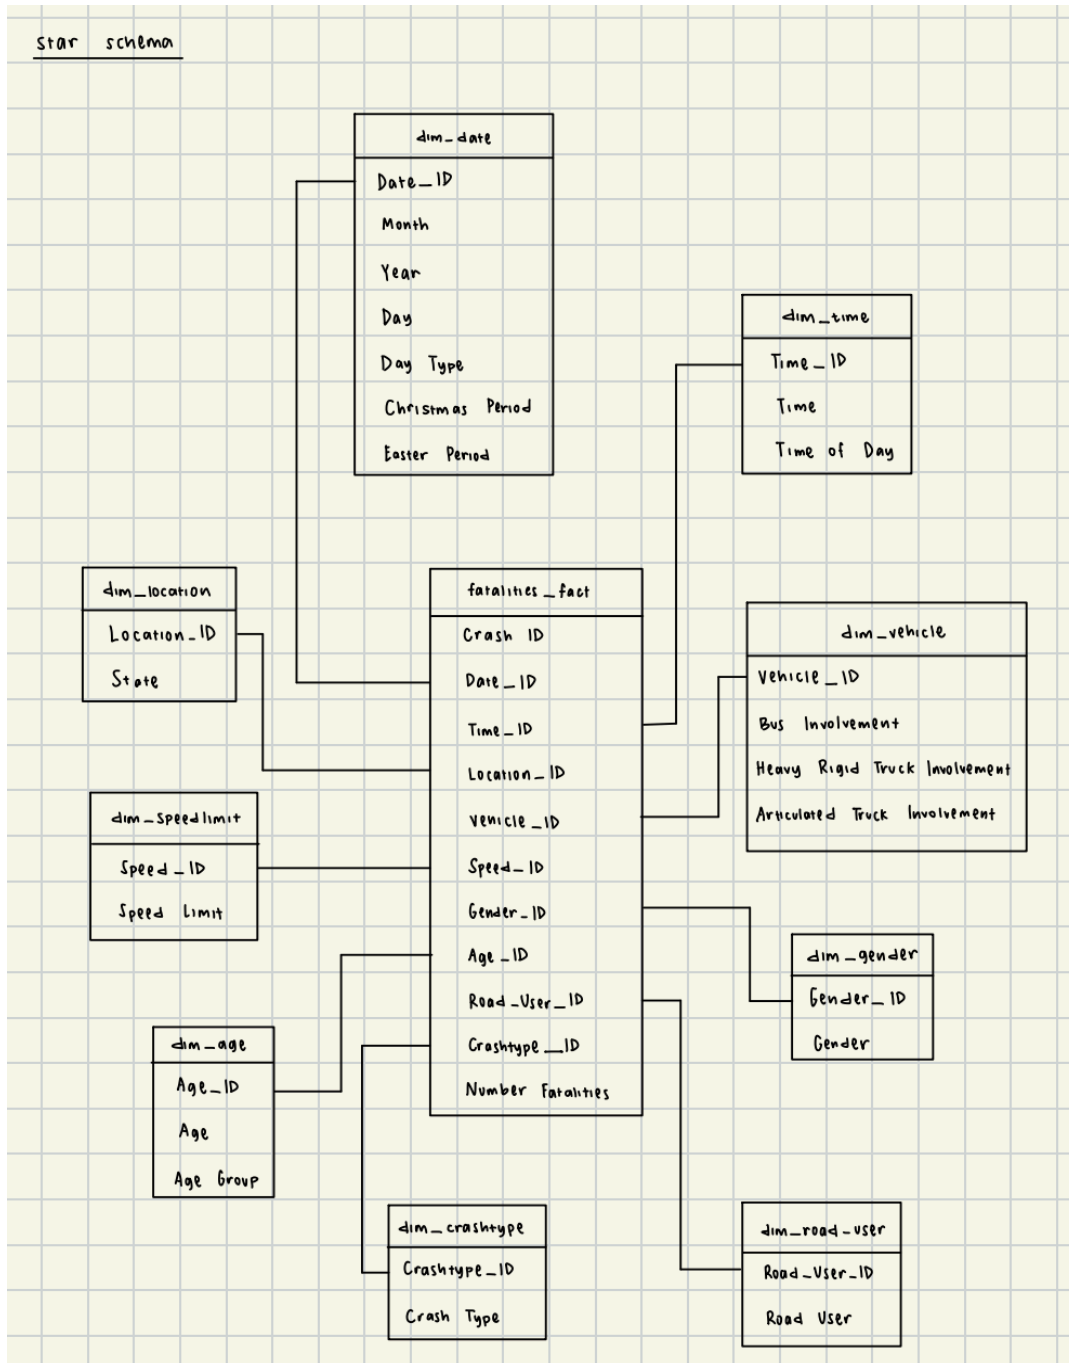 star schema
dim_date
Date_ID
Month
Year
Day
Day Type
Christmas Period
Easter Period
dim_time
Time_ID
Time
Time of Day
dim_location
Location_ID
State
fatalities_fact
Crash ID
Date_ID
Time_ID
Location_ID
Vehicle_ID
Speed_ID
Gender_ID
Age_ID
Road_User_ID
Crashtype_ID
Number Fatalities
dim_vehicle
Vehicle_ID
Bus Involvement
Heavy Rigid Truck Involvement
Articulated Truck Involvement
dim_speedlimit
Speed_ID
Speed Limit
dim_gender
Gender_ID
Gender
dim_age
Age_ID
Age
Age Group
dim_crashtype
Crashtype_ID
Crash Type
dim_road_user
Road_User_ID
Road User